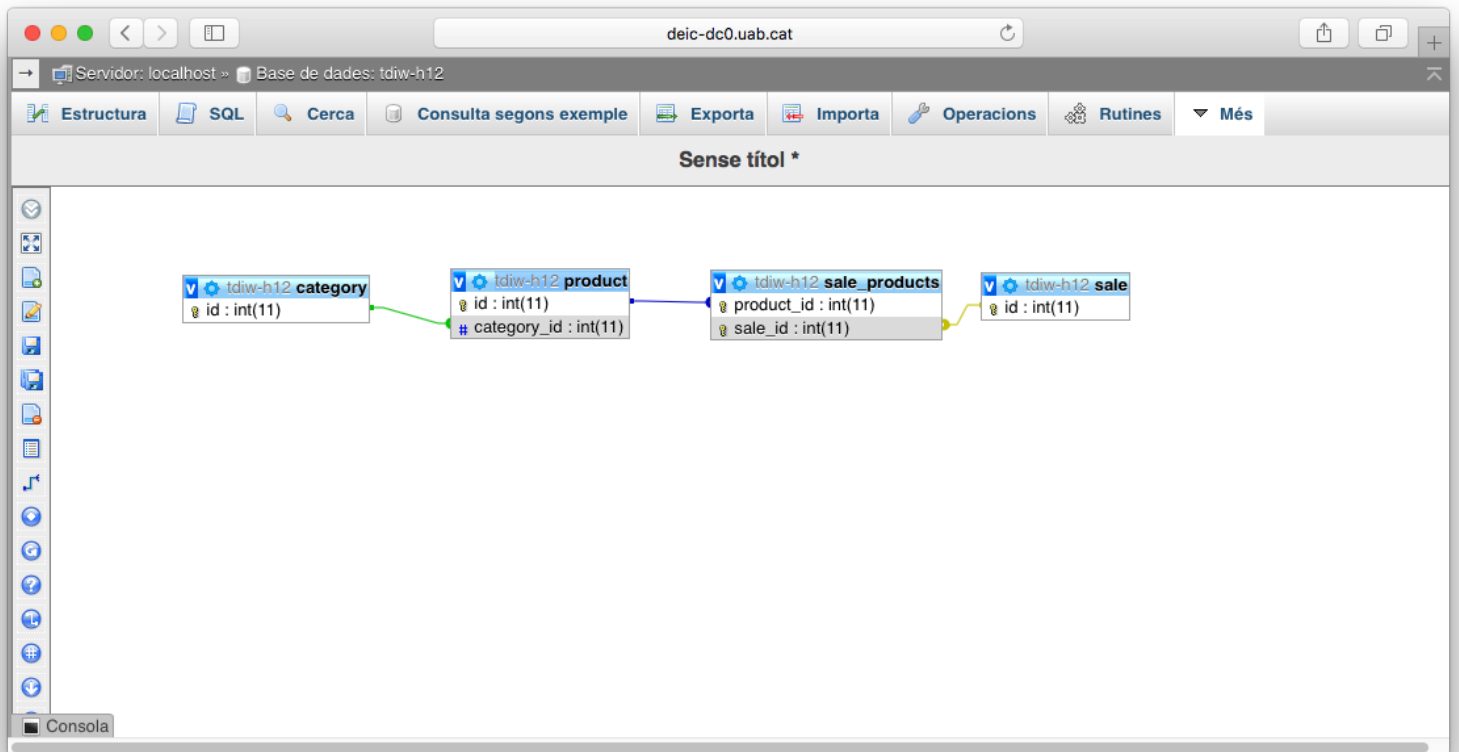 deic-dc0.uab.cat
Servidor: localhost » Base de dades: tdiw-h12
Estructura SQL Cerca Consulta segons exemple Exporta Importa Operacions Rutines Més
Sense títol *
v tdiw-h12 category
id : int(11)
v tdiw-h12 product
id : int(11)
# category_id : int(11)
v tdiw-h12 sale_products
product_id : int(11)
sale_id : int(11)
v tdiw-h12 sale
id : int(11)
Consola